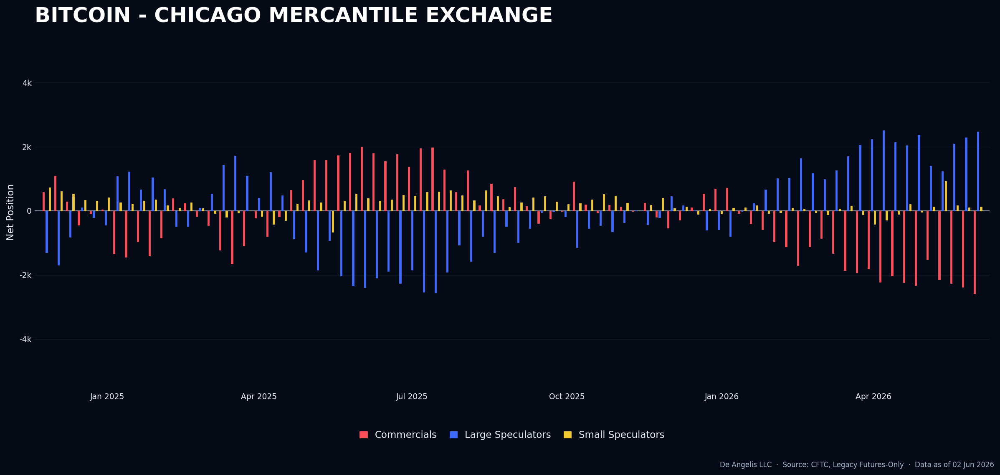 BITCOIN - CHICAGO MERCANTILE EXCHANGE
Net Position
4k
2k
0
-2k
-4k
Jan 2025 Apr 2025 Jul 2025 Oct 2025 Jan 2026 Apr 2026
Commercials Large Speculators Small Speculators
De Angelis LLC · Source: CFTC, Legacy Futures-Only · Data as of 02 Jun 2026